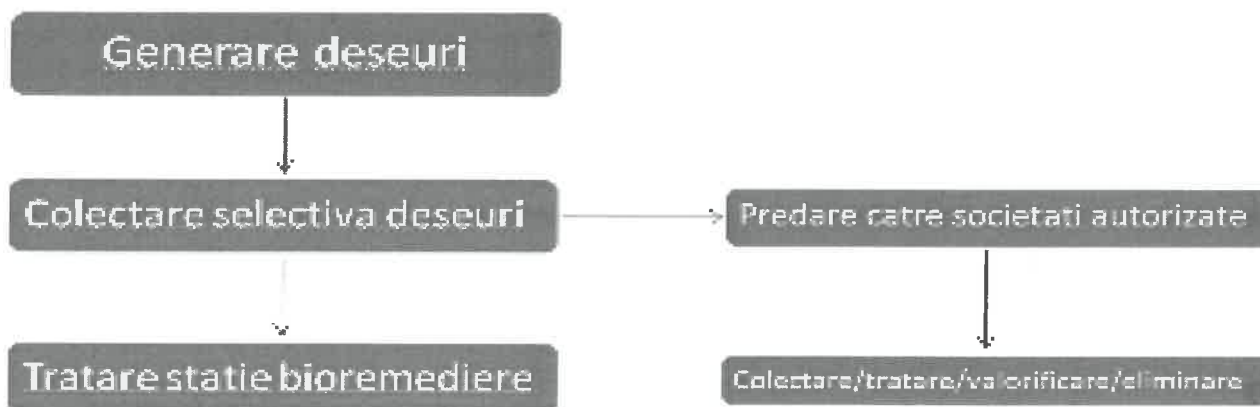 Generare deseuri
Colectare selectiva deseuri
Predare catre societati autorizate
Tratare statie bioremediere
Colectare/tratare/valorificare/eliminare